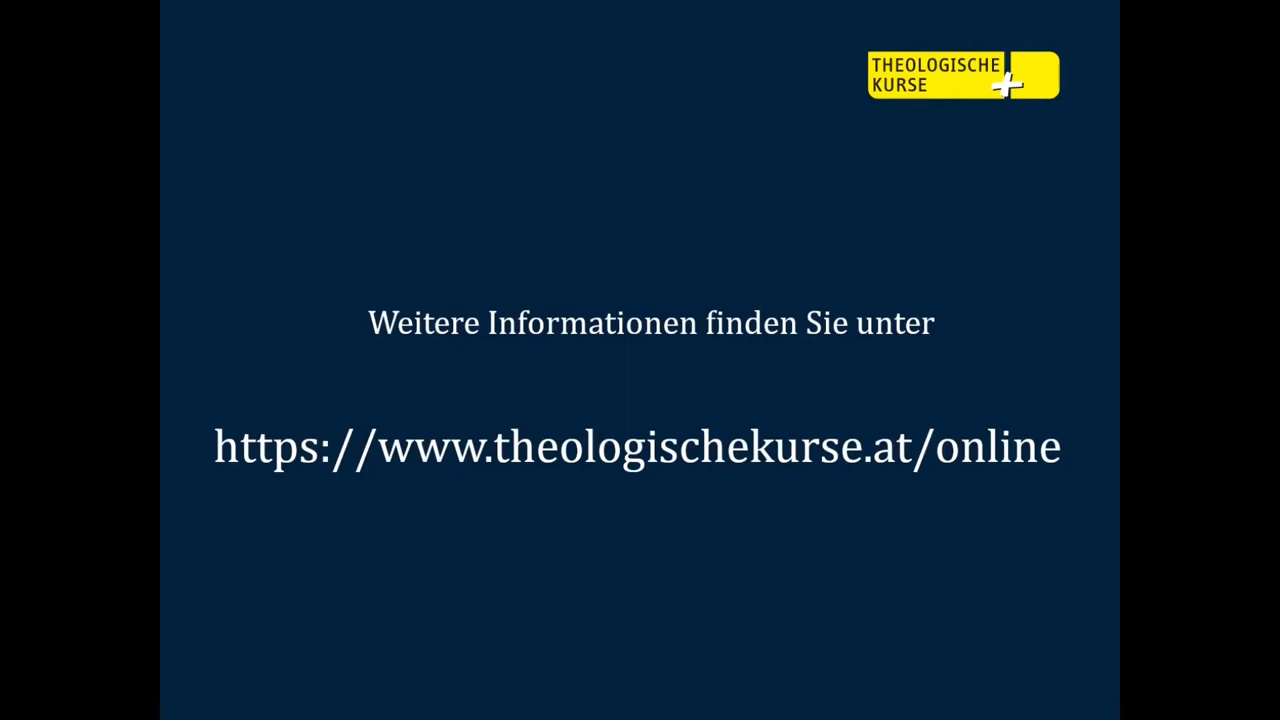 THEOLOGISCHE
KURSE
Weitere Informationen finden Sie unter
https://www.theologischekurse.at/online